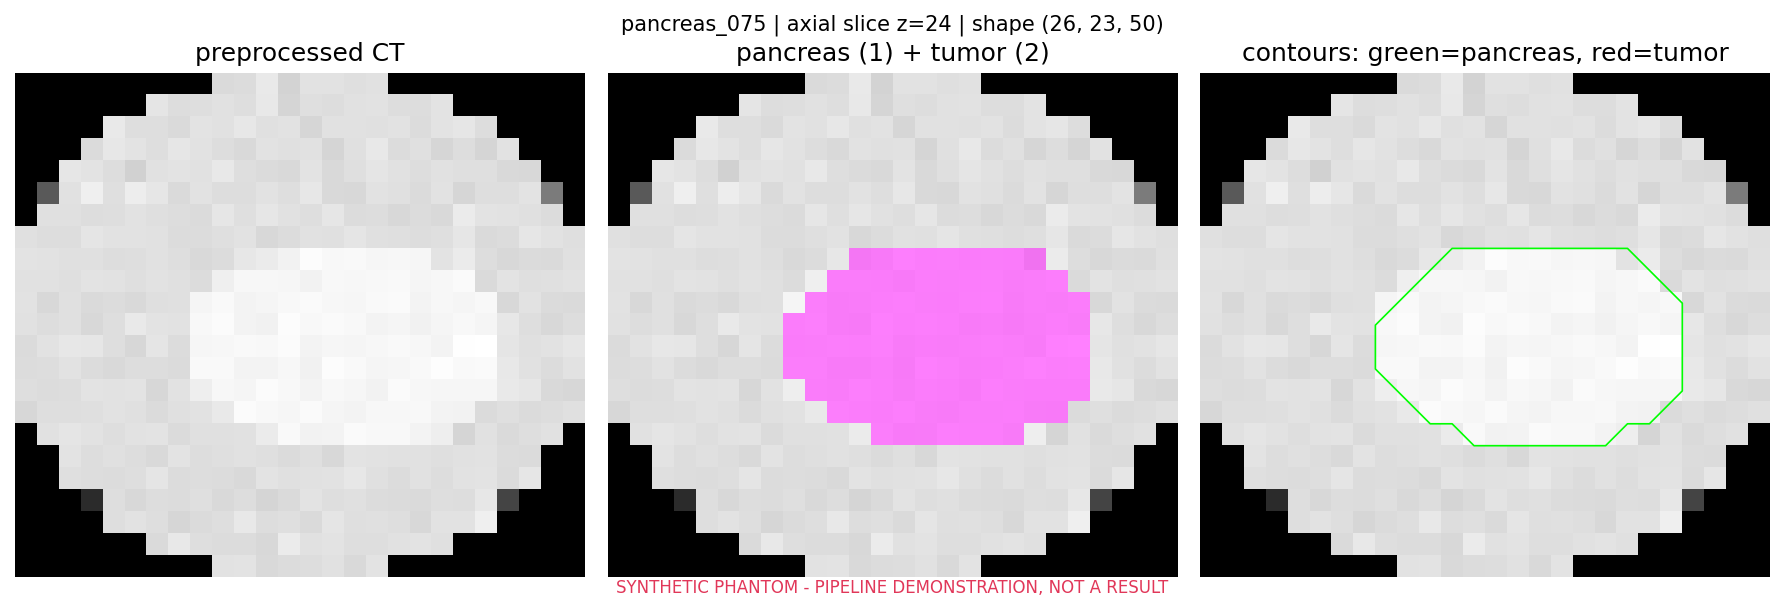 pancreas_075 | axial slice z=24 | shape (26, 23, 50)
preprocessed CT
pancreas (1) + tumor (2)
contours: green=pancreas, red=tumor
SYNTHETIC PHANTOM - PIPELINE DEMONSTRATION, NOT A RESULT